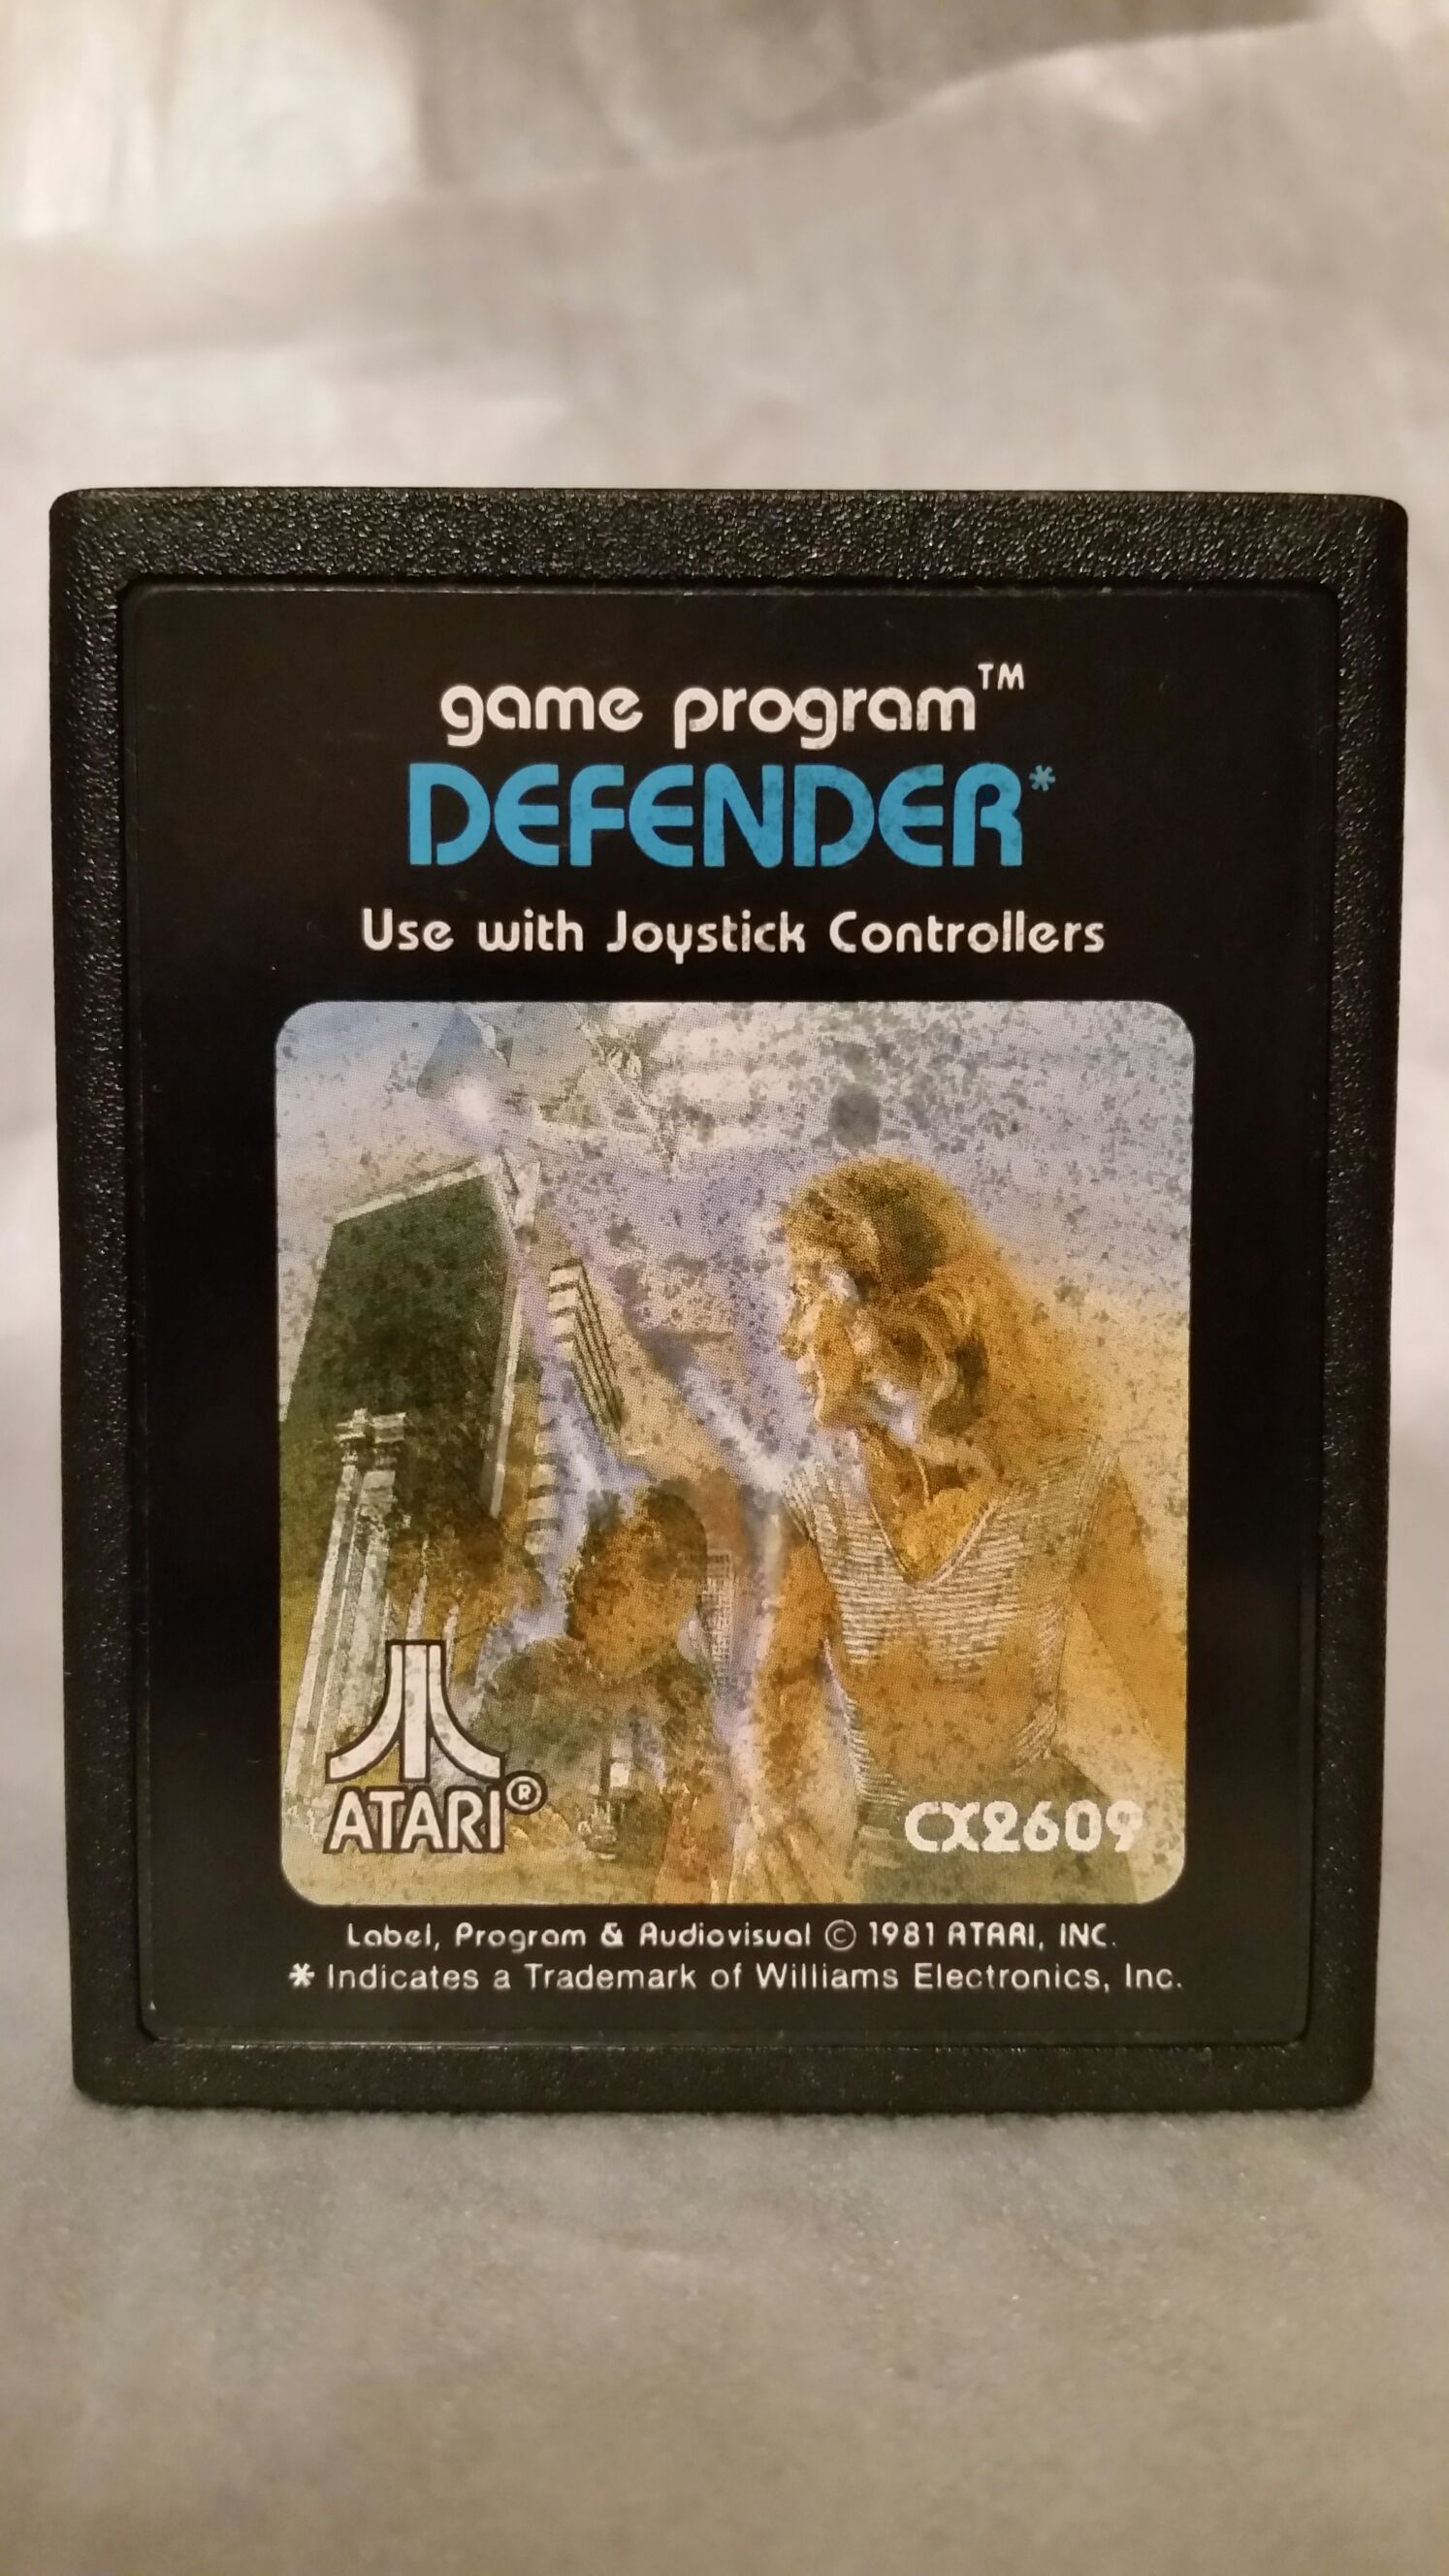 game program™
DEFENDER*
Use with Joystick Controllers
ATARI®
CX2609
Label, Program & Audiovisual © 1981 ATARI, INC.
* Indicates a Trademark of Williams Electronics, Inc.